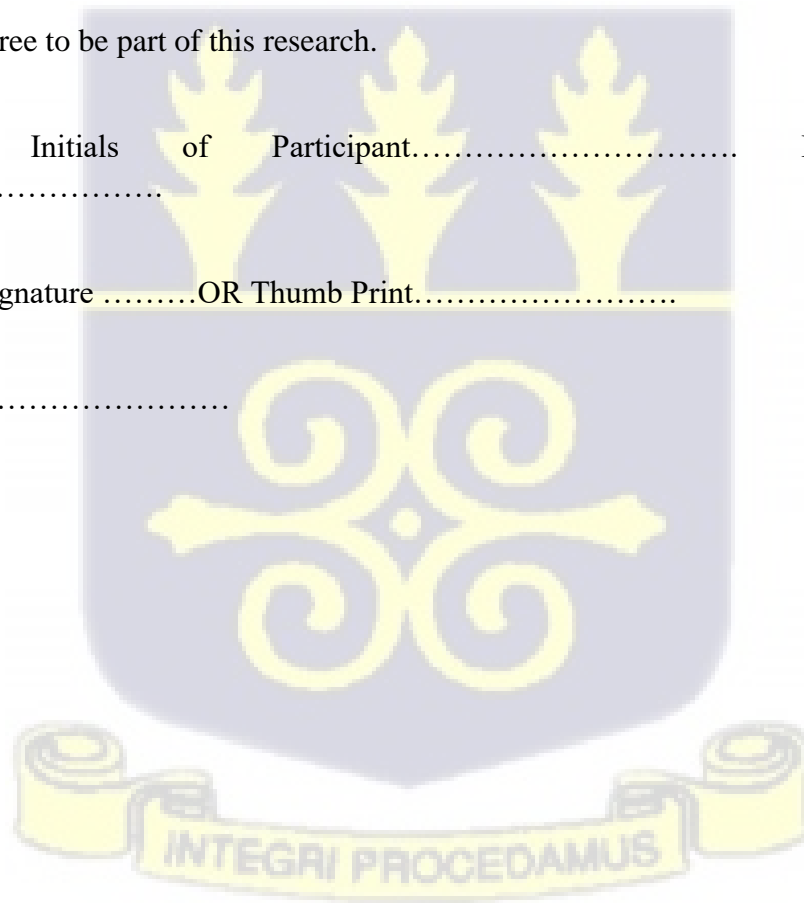 ree to be part of this research.
Initials of Participant………………………….
…………….
gnature ………OR Thumb Print…………………….
…………………
INTEGRI PROCEDAMUS